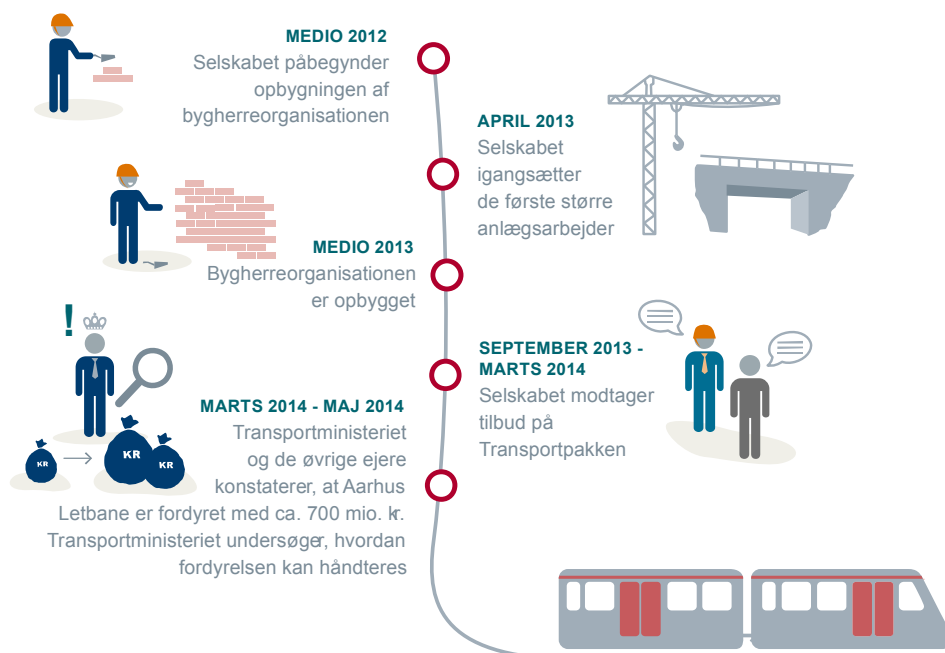 MEDIO 2012
Selskabet påbegynder
opbygningen af
bygherreorganisationen
APRIL 2013
Selskabet
igangsætter
de første større
anlægsarbejder
MEDIO 2013
Bygherreorganisationen
er opbygget
SEPTEMBER 2013 -
MARTS 2014
Selskabet modtager
tilbud på
Transportpakken
!
MARTS 2014 - MAJ 2014
Transportministeriet
og de øvrige ejere
konstaterer, at Aarhus
Letbane er fordyret med ca. 700 mio. kr.
Transportministeriet undersøger, hvordan
fordyrelsen kan håndteres
KR
KR
KR